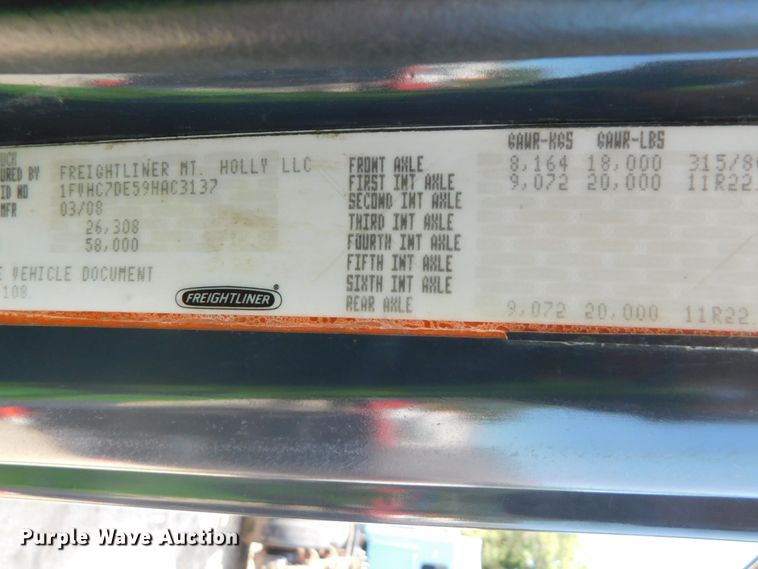 UCK
URED BY FREIGHTLINER MT. HOLLY LLC
ID NO 1FVHC7DE59HAC3137
MFR 03/08
26,308
58,000
E VEHICLE DOCUMENT
108
FREIGHTLINER
GAWR-KGS GAWR-LBS
FRONT AXLE 8,164 18,000 315/80
FIRST INT AXLE 9,072 20,000 11R22
SECOND INT AXLE
THIRD INT AXLE
FOURTH INT AXLE
FIFTH INT AXLE
SIXTH INT AXLE
REAR AXLE 9,072 20,000 11R22
Purple Wave Auction